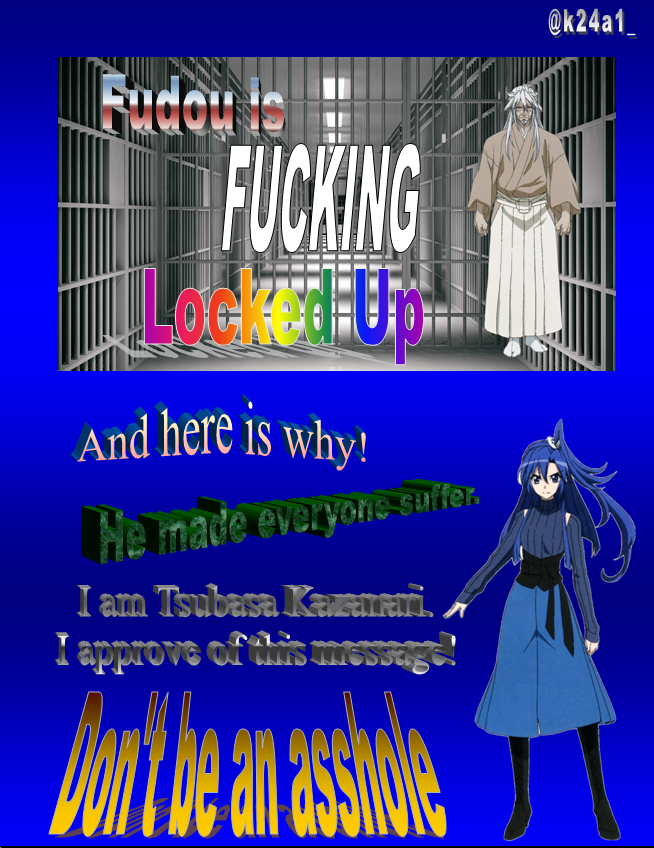 @k24a1_
Fudou is
FUCKING
Locked Up
And here is why!
He made everyone suffer.
I am Tsubasa Kazanari.
I approve of this message!
Don't be an asshole